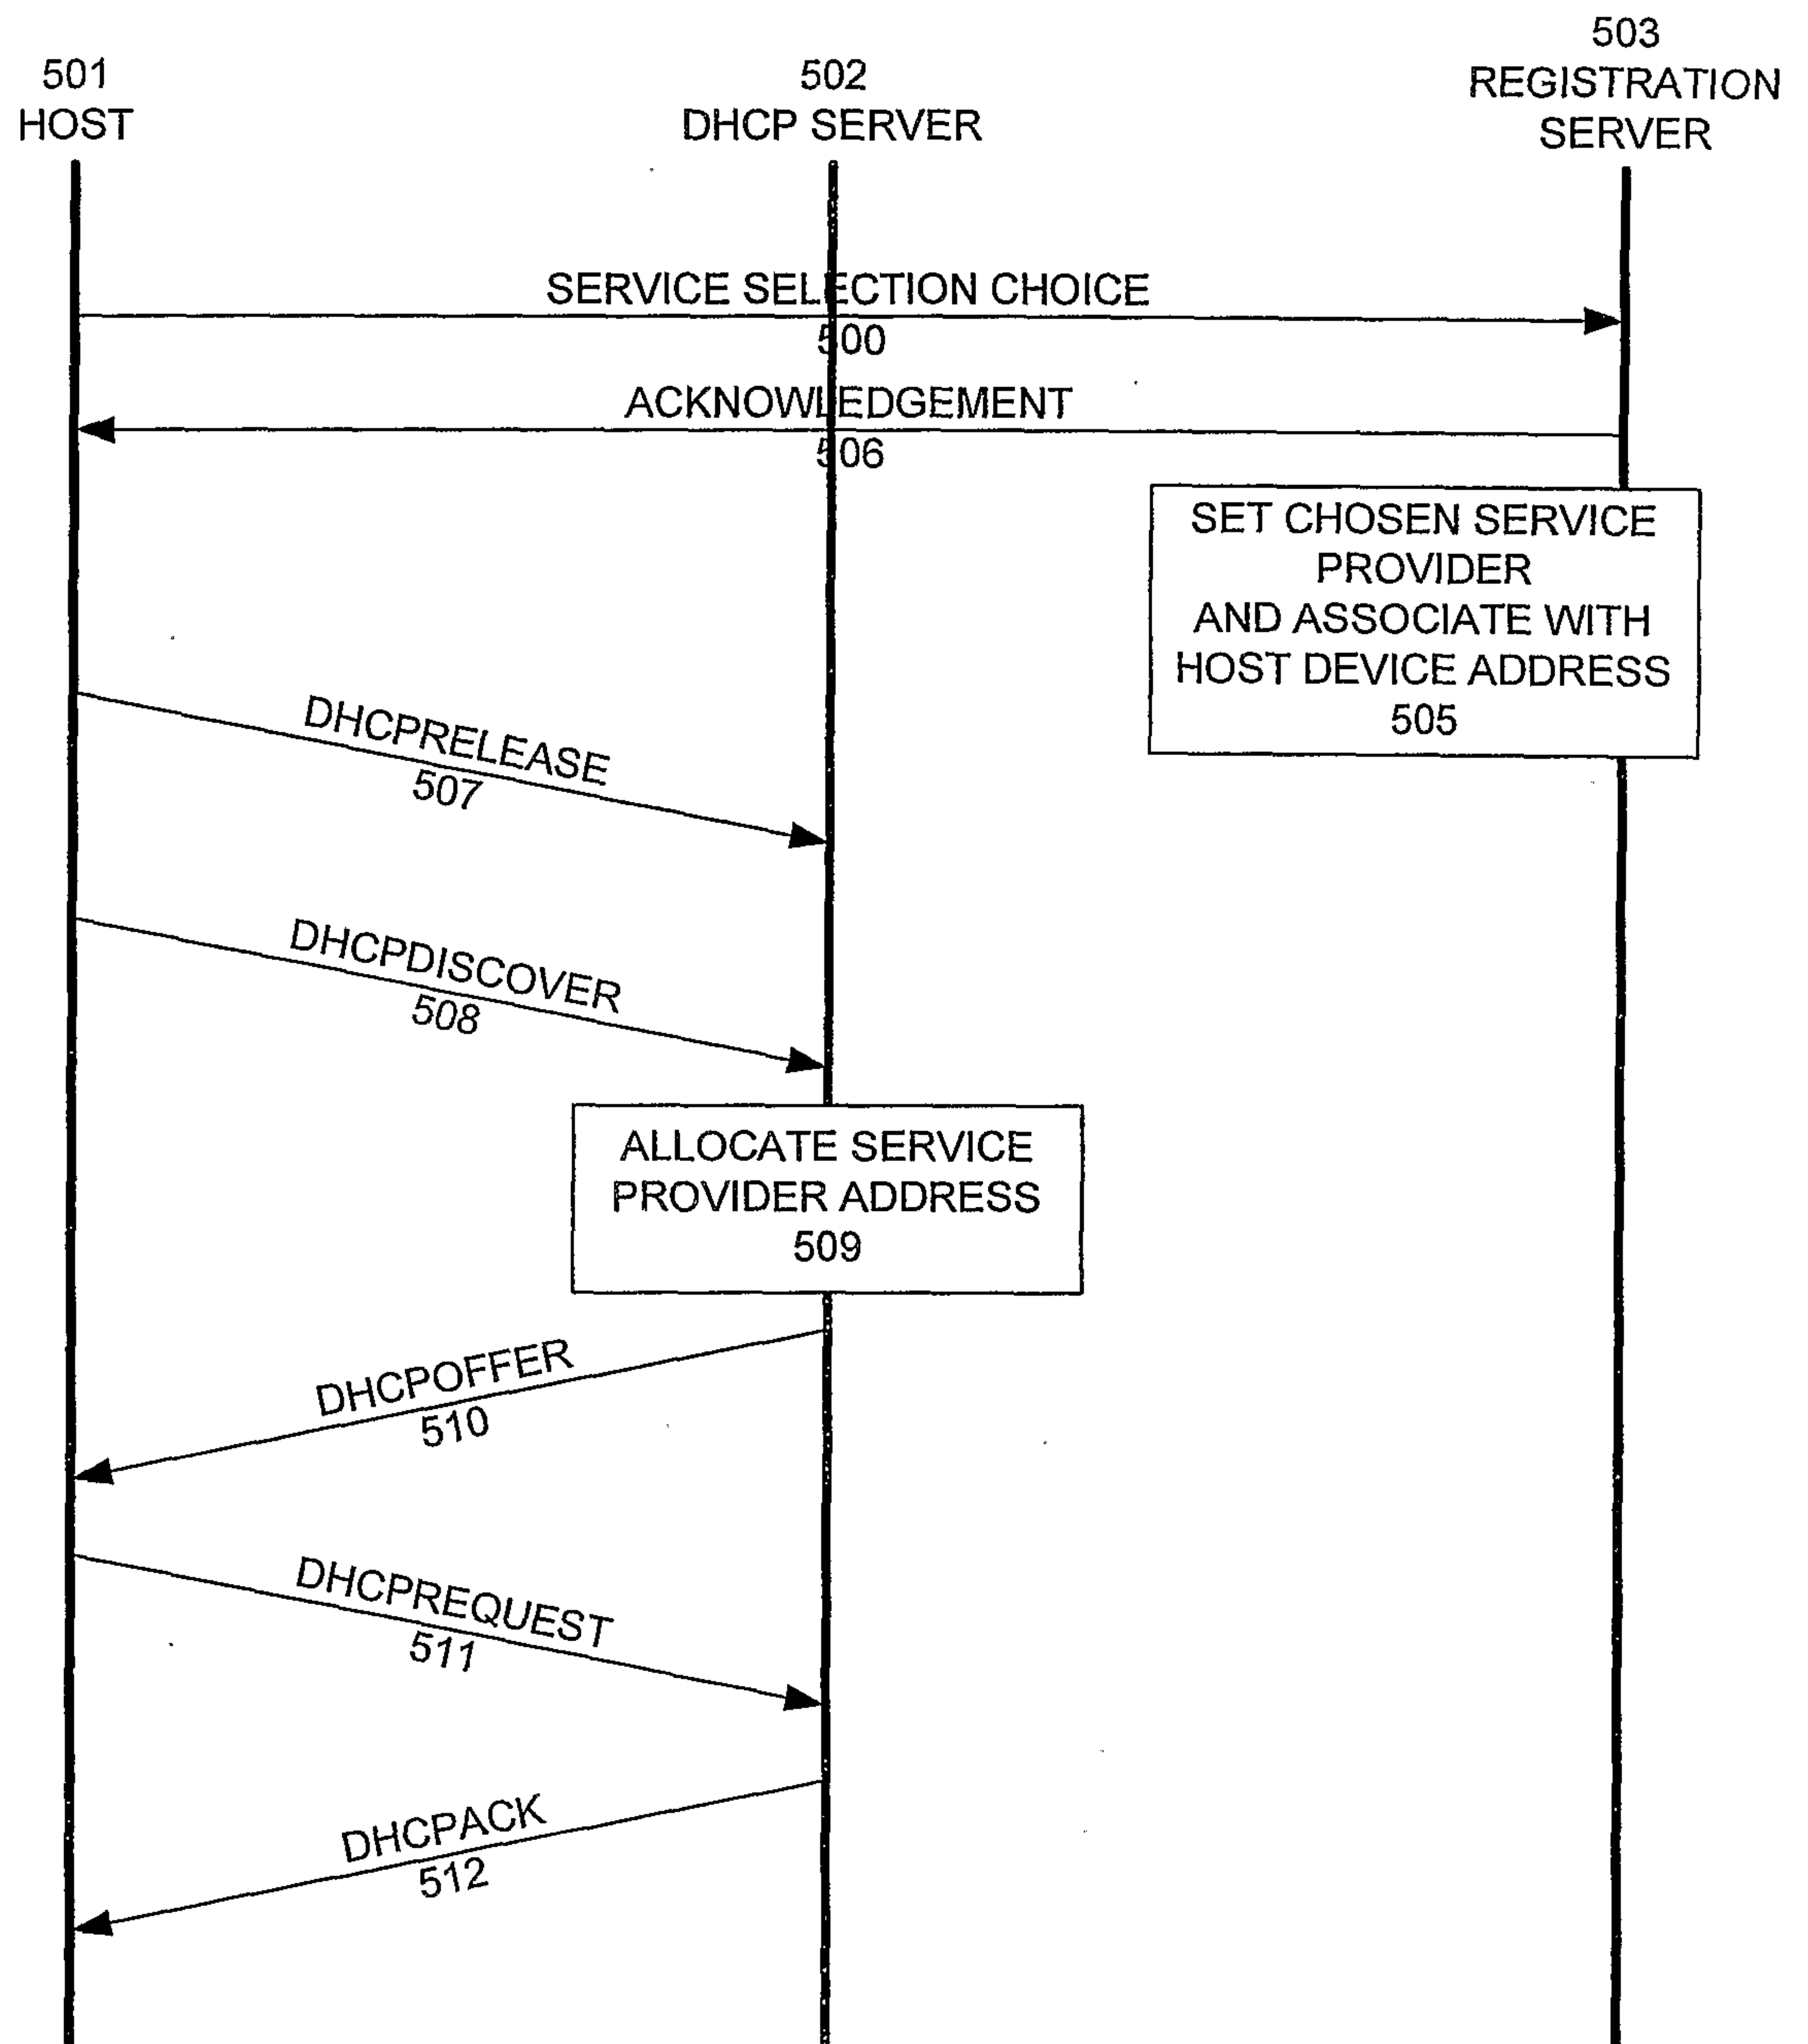 501
HOST
502
DHCP SERVER
503
REGISTRATION
SERVER
SERVICE SELECTION CHOICE
500
ACKNOWLEDGEMENT
506
SET CHOSEN SERVICE
PROVIDER
AND ASSOCIATE WITH
HOST DEVICE ADDRESS
505
DHCPRELEASE
507
DHCPDISCOVER
508
ALLOCATE SERVICE
PROVIDER ADDRESS
509
DHCPOFFER
510
DHCPREQUEST
511
DHCPACK
512